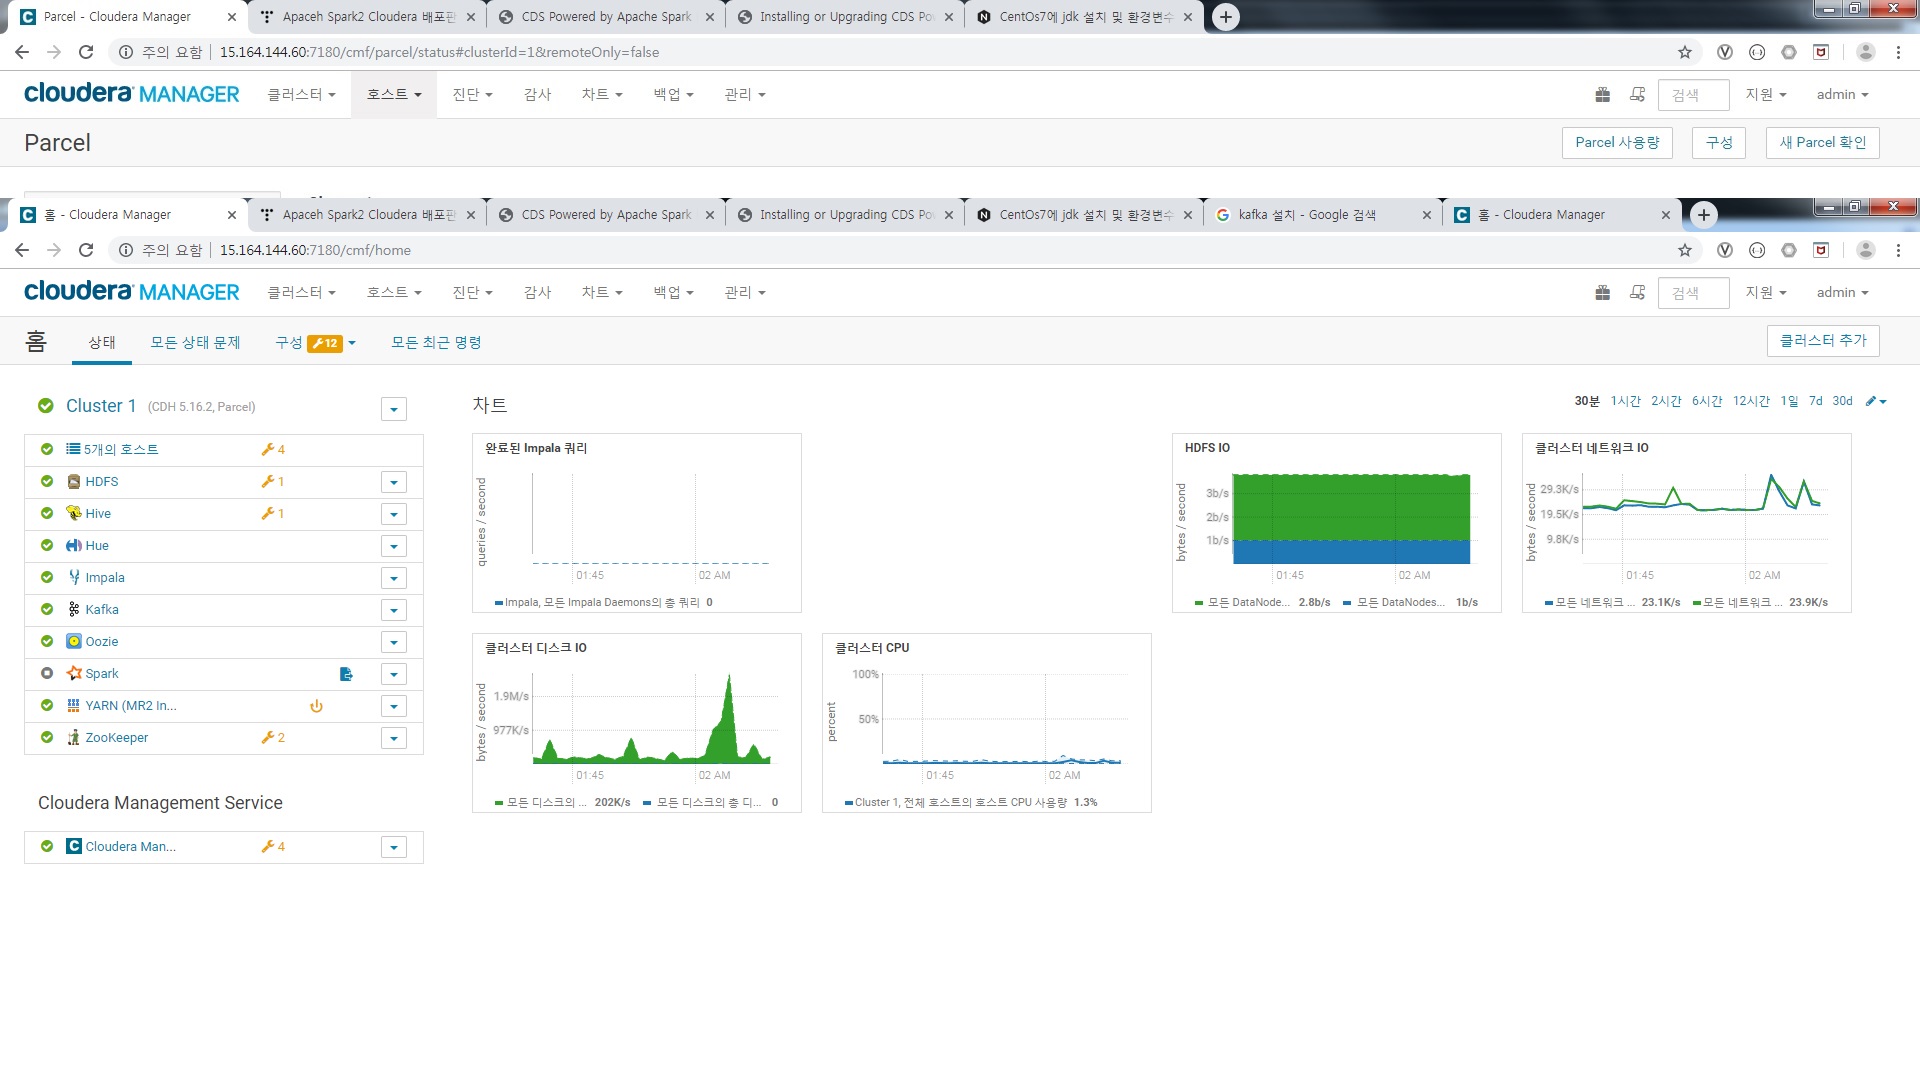 Parcel - Cloudera Manager
Apaceh Spark2 Cloudera 배포판
CDS Powered by Apache Spark
Installing or Upgrading CDS Pov
CentOs7에 jdk 설치 및 환경변수
주의 요함 15.164.144.60:7180/cmf/parcel/status#clusterId=1&remoteOnly=false
cloudera MANAGER 클러스터 호스트 진단 감사 차트 백업 관리 검색 지원 admin
Parcel Parcel 사용량 구성 새 Parcel 확인
홈 - Cloudera Manager
Apaceh Spark2 Cloudera 배포판
CDS Powered by Apache Spark
Installing or Upgrading CDS Pov
CentOs7에 jdk 설치 및 환경변수
kafka 설치 - Google 검색
홈 - Cloudera Manager
주의 요함 15.164.144.60:7180/cmf/home
cloudera MANAGER 클러스터 호스트 진단 감사 차트 백업 관리 검색 지원 admin
홈 상태 모든 상태 문제 구성 12 모든 최근 명령 클러스터 추가
Cluster 1 (CDH 5.16.2, Parcel)
5개의 호스트 4
HDFS 1
Hive 1
Hue
Impala
Kafka
Oozie
Spark
YARN (MR2 In...
ZooKeeper 2
Cloudera Management Service
Cloudera Man... 4
차트
30분 1시간 2시간 6시간 12시간 1일 7d 30d
완료된 Impala 쿼리
queries / second
01:45 02 AM
Impala, 모든 Impala Daemons의 총 쿼리 0
HDFS IO
bytes / second
3b/s
2b/s
1b/s
01:45 02 AM
모든 DataNode... 2.8b/s 모든 DataNodes... 1b/s
클러스터 네트워크 IO
bytes / second
29.3K/s
19.5K/s
9.8K/s
01:45 02 AM
모든 네트워크 ... 23.1K/s 모든 네트워크 ... 23.9K/s
클러스터 디스크 IO
bytes / second
1.9M/s
977K/s
01:45 02 AM
모든 디스크의 ... 202K/s 모든 디스크의 총 디... 0
클러스터 CPU
percent
100%
50%
01:45 02 AM
Cluster 1, 전체 호스트의 호스트 CPU 사용량 1.3%